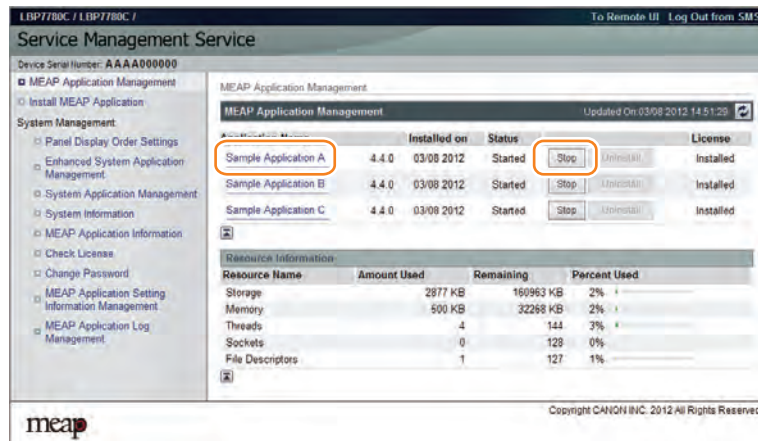 LBP7780C / LBP7780C / To Remote UI Log Out from SMS
Service Management Service
Device Serial Number: AAAA000000
MEAP Application Management
Install MEAP Application
System Management
Panel Display Order Settings
Enhanced System Application
Management
System Application Management
System Information
MEAP Application Information
Check License
Change Password
MEAP Application Setting
Information Management
MEAP Application Log
Management
MEAP Application Management
MEAP Application Management Updated On:03/08 2012 14:51:29
Application Name Installed on Status License
Sample Application A 4.4.0 03/08 2012 Started Stop Uninstall Installed
Sample Application B 4.4.0 03/08 2012 Started Stop Uninstall Installed
Sample Application C 4.4.0 03/08 2012 Started Stop Uninstall Installed
Resource Information
Resource Name Amount Used Remaining Percent Used
Storage 2877 KB 160963 KB 2%
Memory 500 KB 32268 KB 2%
Threads 4 144 3%
Sockets 0 128 0%
File Descriptors 1 127 1%
meap
Copyright CANON INC. 2012 All Rights Reserved